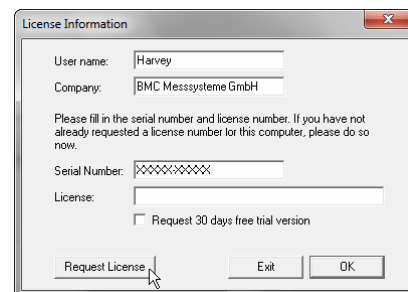 License Information
User name: Harvey
Company: BMC Messsysteme GmbH
Please fill in the serial number and license number. If you have not
already requested a license number for this computer, please do so
now.
Serial Number: XXXXX-XXXXX
License:
Request 30 days free trial version
Request License Exit OK